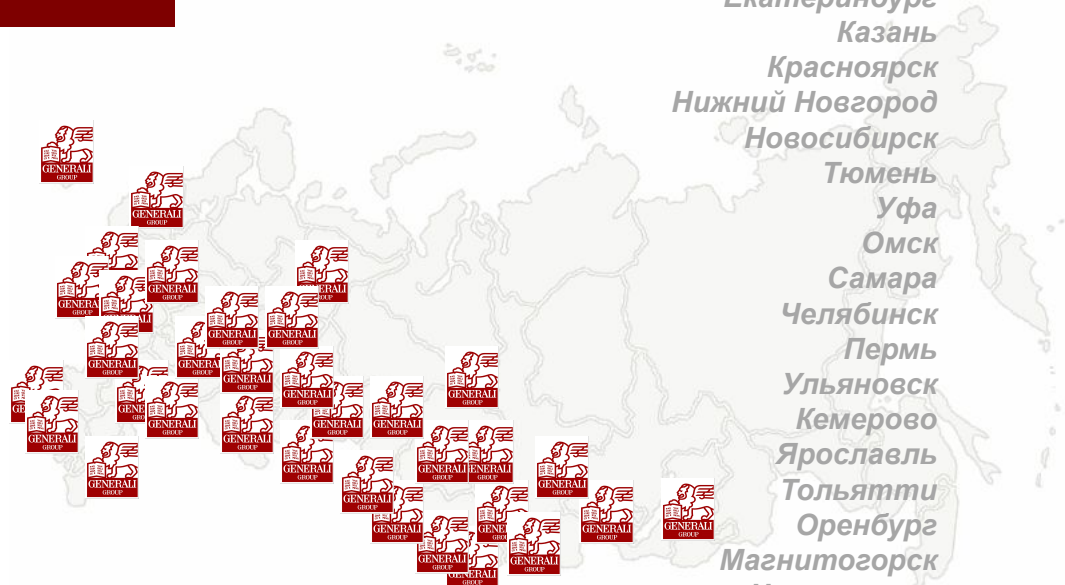 Екатеринбург
Казань
Красноярск
Нижний Новгород
Новосибирск
Тюмень
Уфа
Омск
Самара
Челябинск
Пермь
Ульяновск
Кемерово
Ярославль
Тольятти
Оренбург
Магнитогорск
GENERALI
GROUP